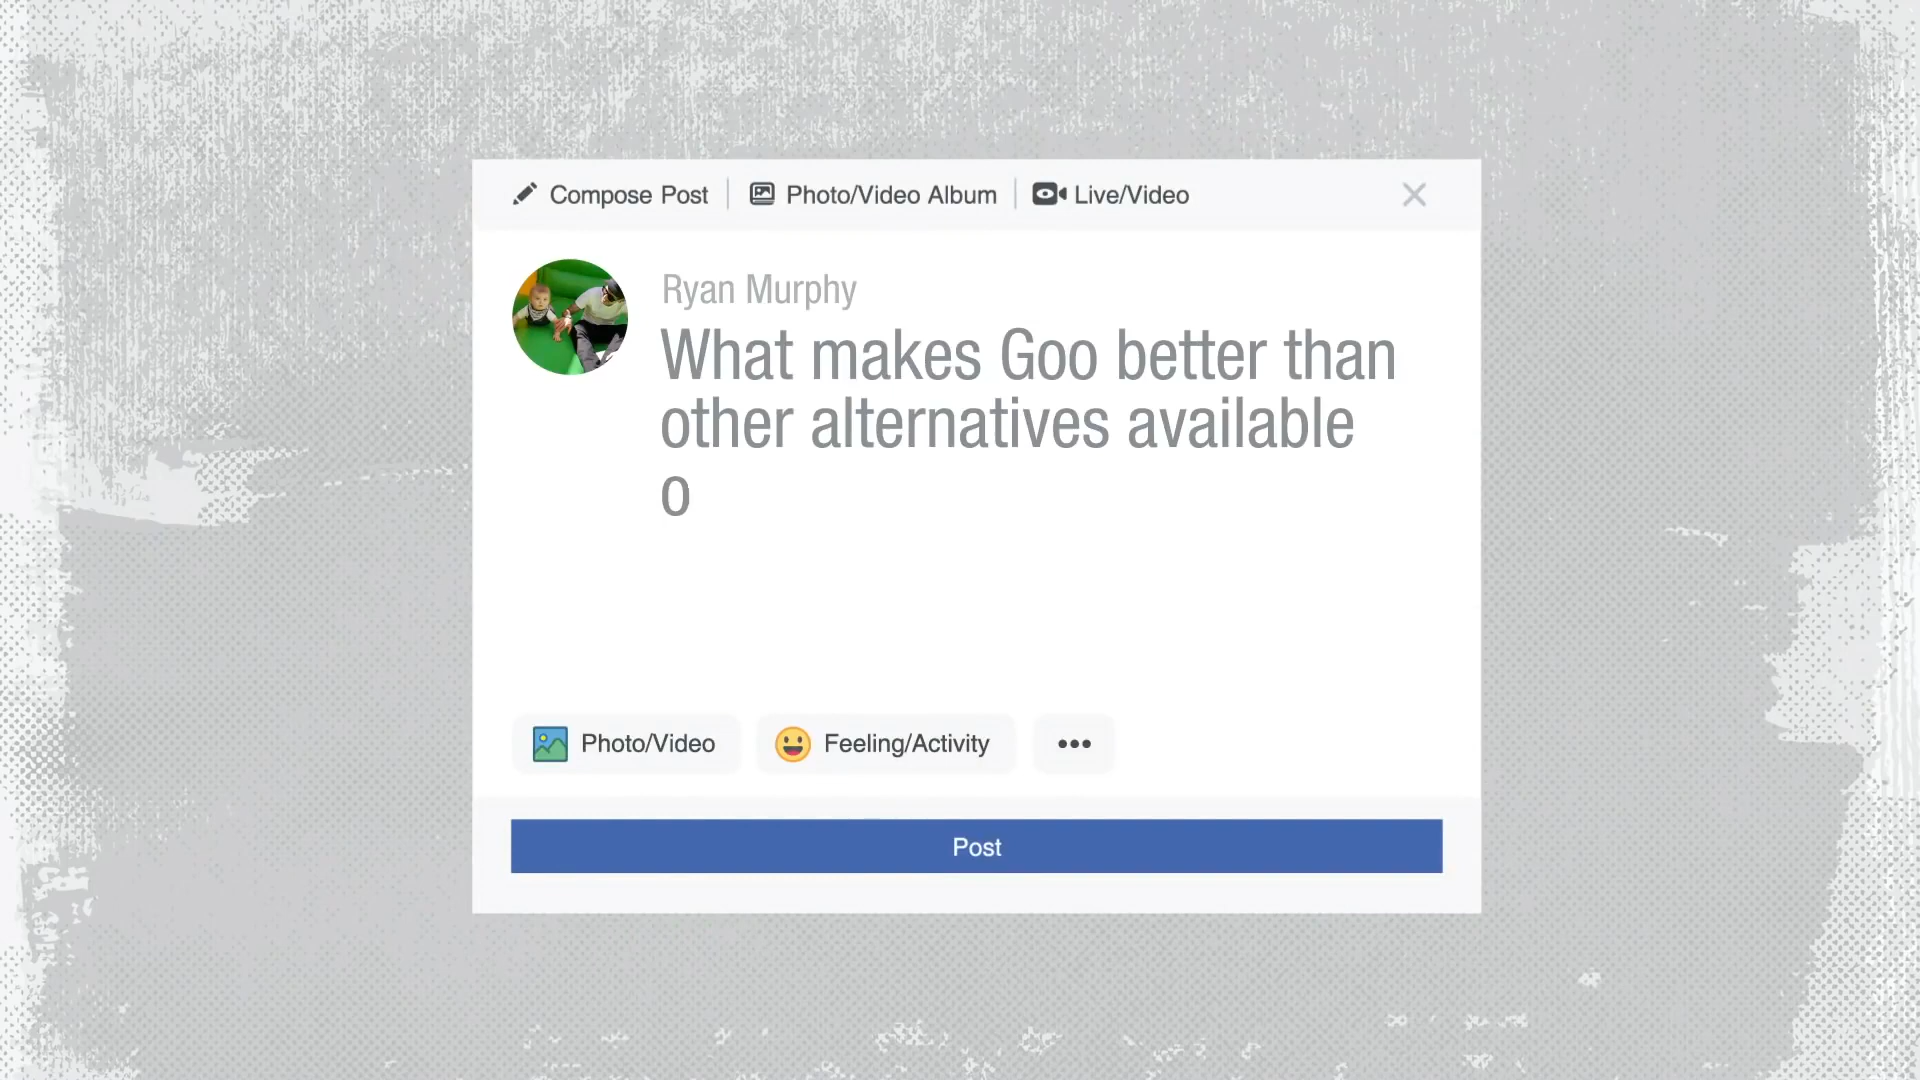 Compose Post Photo/Video Album Live/Video
Ryan Murphy
What makes Goo better than
other alternatives available
o
Photo/Video Feeling/Activity
Post